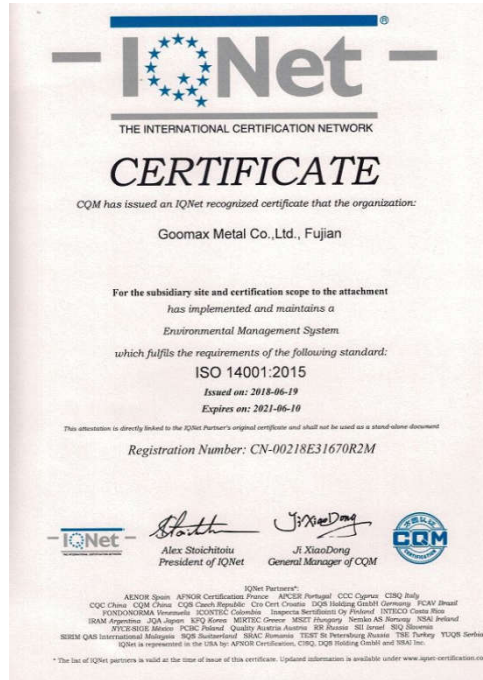 ®
IQNet
THE INTERNATIONAL CERTIFICATION NETWORK
CERTIFICATE
CQM has issued an IQNet recognized certificate that the organization:
Goomax Metal Co.,Ltd., Fujian
For the subsidiary site and certification scope to the attachment
has implemented and maintains a
Environmental Management System
which fulfils the requirements of the following standard:
ISO 14001:2015
Issued on: 2018-06-19
Expires on: 2021-06-10
This attestation is directly linked to the IQNet Partner's original certificate and shall not be used as a stand-alone document
Registration Number: CN-00218E31670R2M
IQNet
THE INTERNATIONAL CERTIFICATION NETWORK
Ji XiaoDong
CQM
CERTIFICATION
Alex Stoichitoiu
President of IQNet
Ji XiaoDong
General Manager of CQM
IQNet Partners*:
AENOR Spain AFNOR Certification France APCER Portugal CCC Cyprus CISQ Italy
CQC China CQM China CQS Czech Republic Cro Cert Croatia DQS Holding GmbH Germany FCAV Brazil
FONDONORMA Venezuela ICONTEC Colombia Inspecta Sertifiointi Oy Finland INTECO Costa Rica
IRAM Argentina JQA Japan KFQ Korea MIRTEC Greece MSZT Hungary Nemko AS Norway NSAI Ireland
NYCE-SIGE México PCBC Poland Quality Austria Austria RR Russia SII Israel SIQ Slovenia
SIRIM QAS International Malaysia SQS Switzerland SRAC Romania TEST St Petersburg Russia TSE Turkey YUQS Serbia
IQNet is represented in the USA by: AFNOR Certification, CISQ, DQS Holding GmbH and NSAI Inc.
* The list of IQNet partners is valid at the time of issue of this certificate. Updated information is available under www.iqnet-certification.co